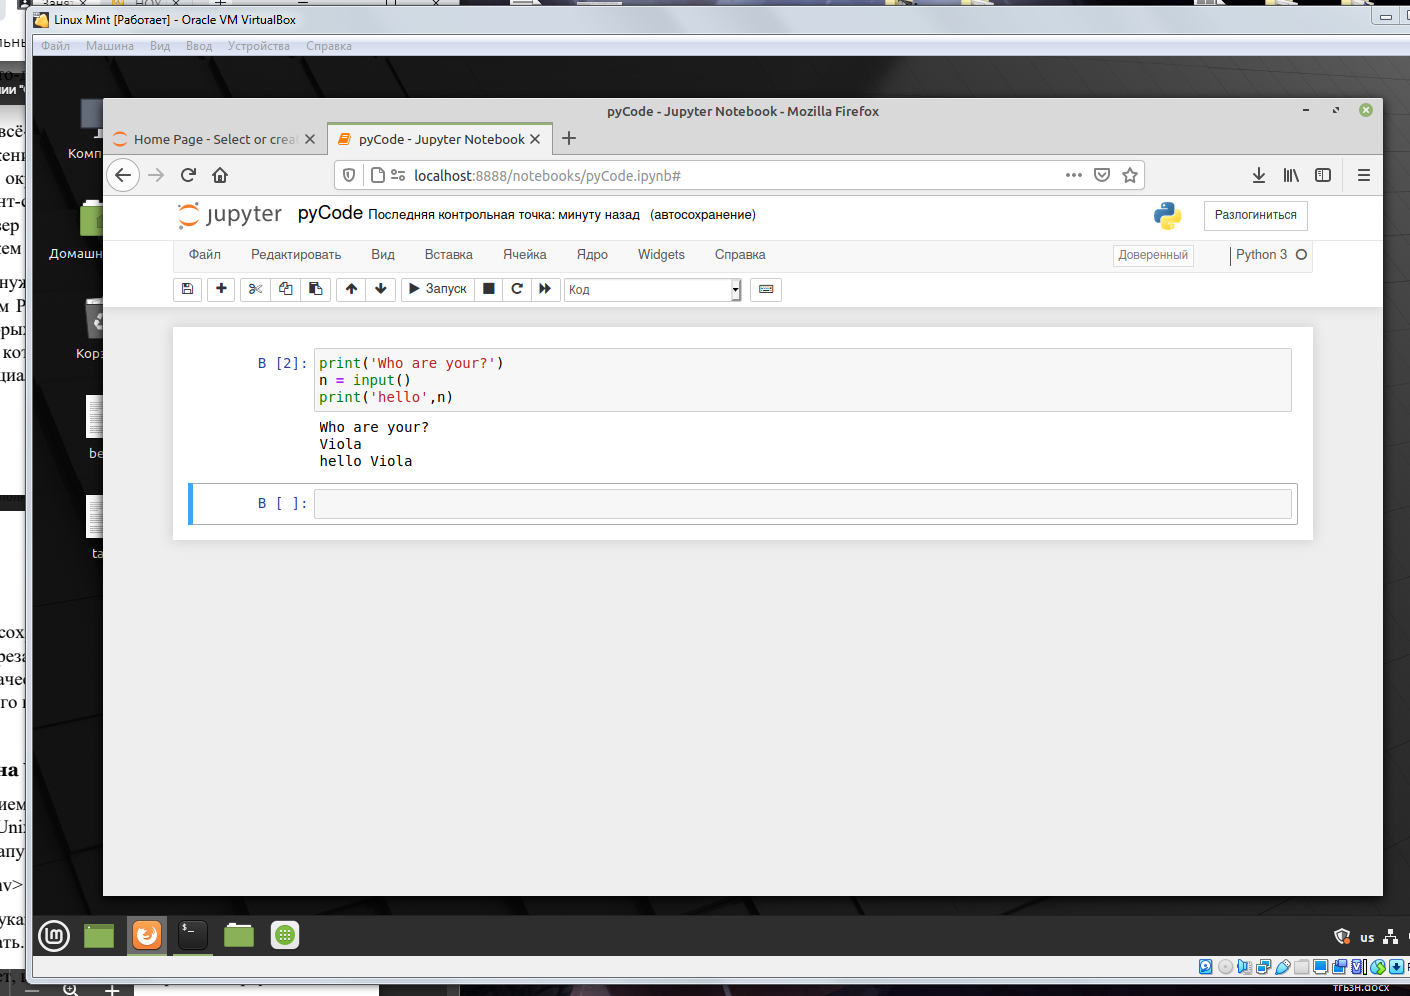 Linux Mint [Работает] - Oracle VM VirtualBox
Файл Машина Вид Ввод Устройства Справка
pyCode - Jupyter Notebook - Mozilla Firefox
Home Page - Select or crea
pyCode - Jupyter Notebook
localhost:8888/notebooks/pyCode.ipynb#
jupyter pyCode Последняя контрольная точка: минуту назад (автосохранение)
Разлогиниться
Файл Редактировать Вид Вставка Ячейка Ядро Widgets Справка
Доверенный
Python 3
Запуск
Код
В [2]:
print('Who are your?')
n = input()
print('hello',n)
Who are your?
Viola
hello Viola
В [ ]:
Комп
Домашн
Корз
be
ta
us